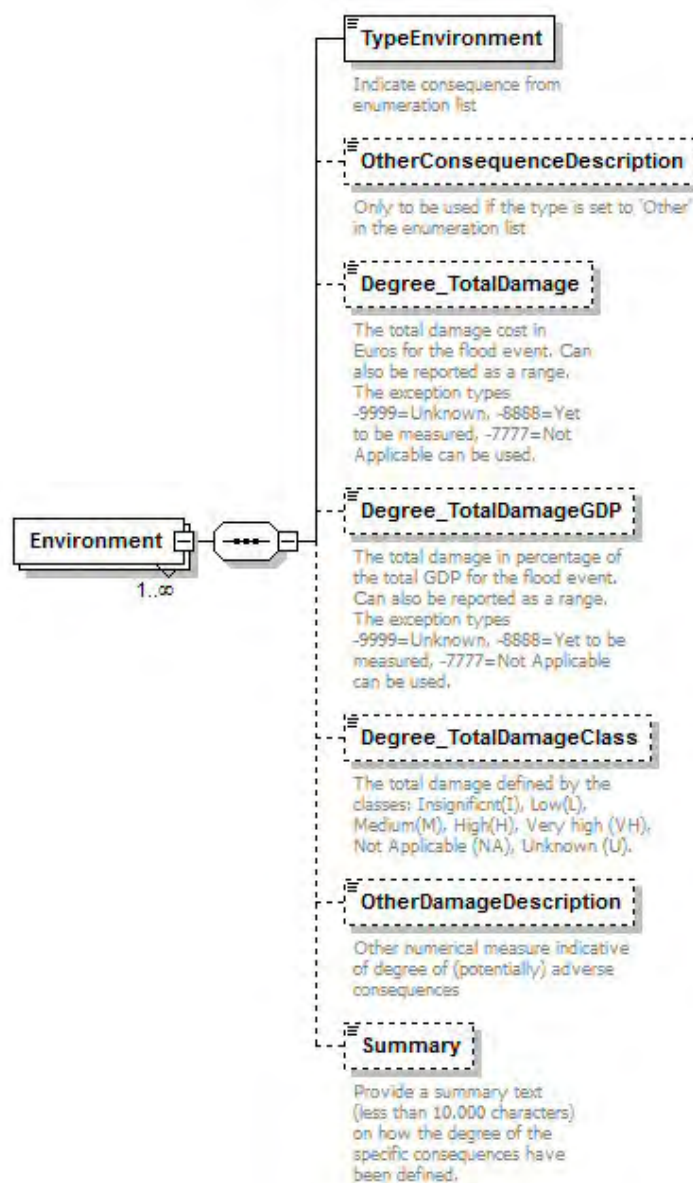 TypeEnvironment
Indicate consequence from
enumeration list
OtherConsequenceDescription
Only to be used if the type is set to 'Other'
in the enumeration list
Degree_TotalDamage
The total damage cost in
Euros for the flood event. Can
also be reported as a range.
The exception types
-9999=Unknown, -8888=Yet
to be measured, -7777=Not
Applicable can be used.
Degree_TotalDamageGDP
The total damage in percentage of
the total GDP for the flood event.
Can also be reported as a range.
The exception types
-9999=Unknown, -8888=Yet to be
measured, -7777=Not Applicable
can be used.
Environment
1..∞
Degree_TotalDamageClass
The total damage defined by the
classes: Insignificnt(I), Low(L),
Medium(M), High(H), Very high (VH),
Not Applicable (NA), Unknown (U).
OtherDamageDescription
Other numerical measure indicative
of degree of (potentially) adverse
consequences
Summary
Provide a summary text
(less than 10.000 characters)
on how the degree of the
specific consequences have
been defined.